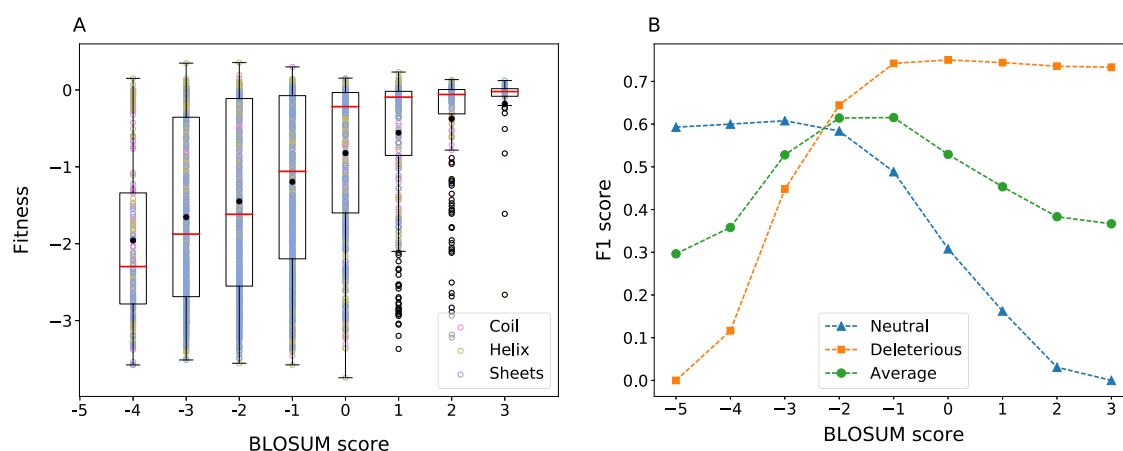 A
Fitness
0
−1
−2
−3
-5
-4
-3
-2
-1
0
1
2
3
BLOSUM score
Coil
Helix
Sheets
B
F1 score
0.7
0.6
0.5
0.4
0.3
0.2
0.1
0.0
−5
−4
−3
−2
−1
0
1
2
3
BLOSUM score
Neutral
Deleterious
Average